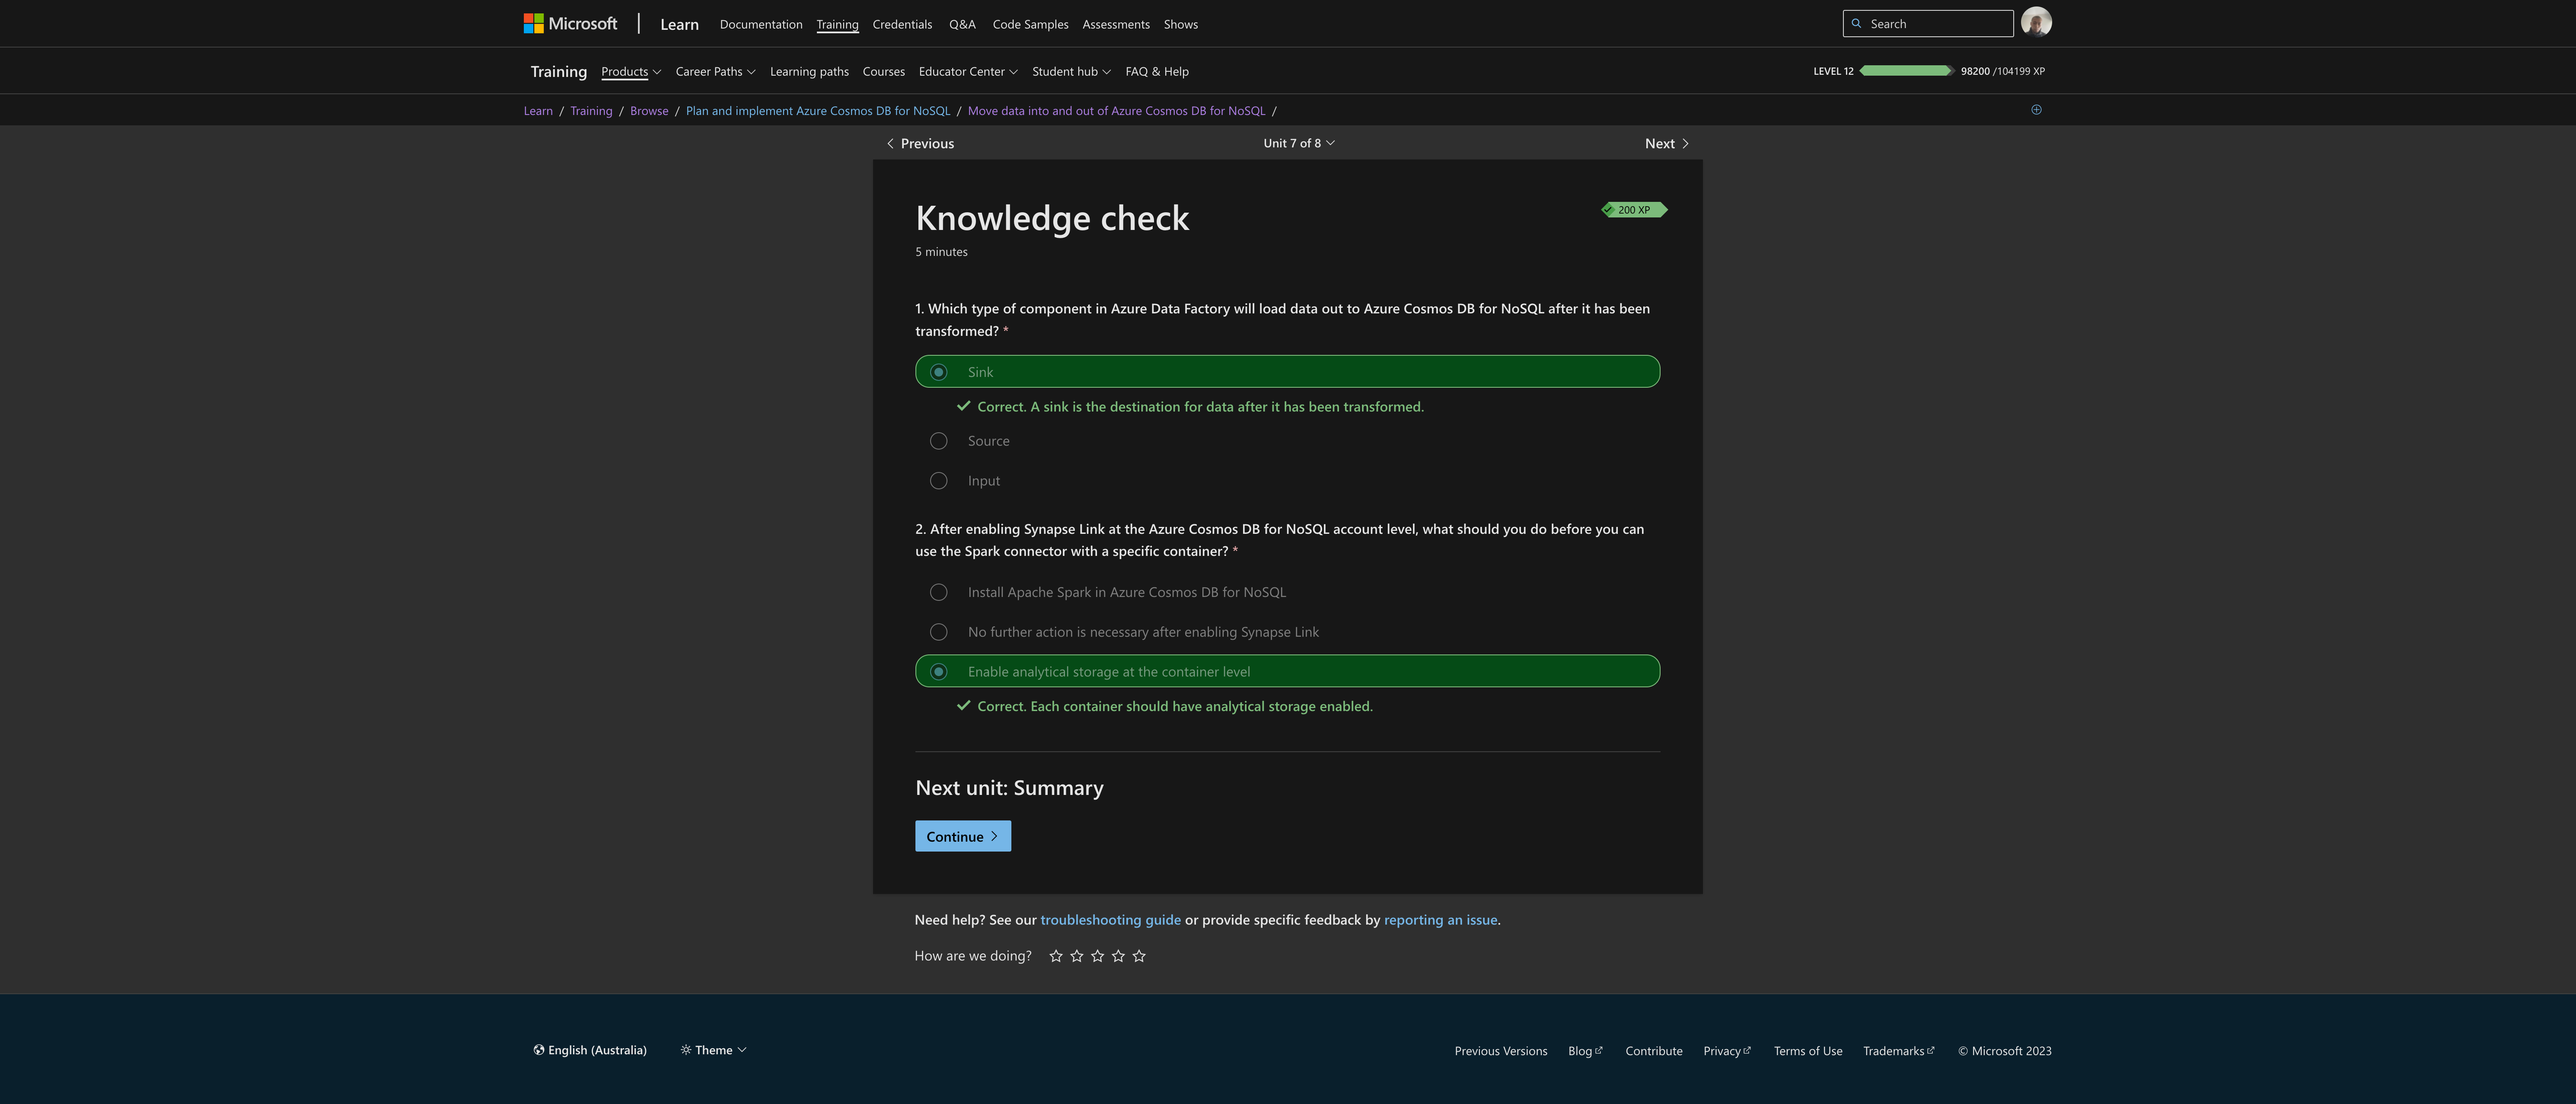 Microsoft Learn Documentation Training Credentials Q&A Code Samples Assessments Shows Search
Training Products Career Paths Learning paths Courses Educator Center Student hub FAQ & Help LEVEL 12 98200 /104199 XP
Learn / Training / Browse / Plan and implement Azure Cosmos DB for NoSQL / Move data into and out of Azure Cosmos DB for NoSQL /
Previous Unit 7 of 8 Next
Knowledge check
200 XP
5 minutes
1. Which type of component in Azure Data Factory will load data out to Azure Cosmos DB for NoSQL after it has been
transformed? *
Sink
Correct. A sink is the destination for data after it has been transformed.
Source
Input
2. After enabling Synapse Link at the Azure Cosmos DB for NoSQL account level, what should you do before you can
use the Spark connector with a specific container? *
Install Apache Spark in Azure Cosmos DB for NoSQL
No further action is necessary after enabling Synapse Link
Enable analytical storage at the container level
Correct. Each container should have analytical storage enabled.
Next unit: Summary
Continue
Need help? See our troubleshooting guide or provide specific feedback by reporting an issue.
How are we doing?
English (Australia) Theme Previous Versions Blog Contribute Privacy Terms of Use Trademarks © Microsoft 2023